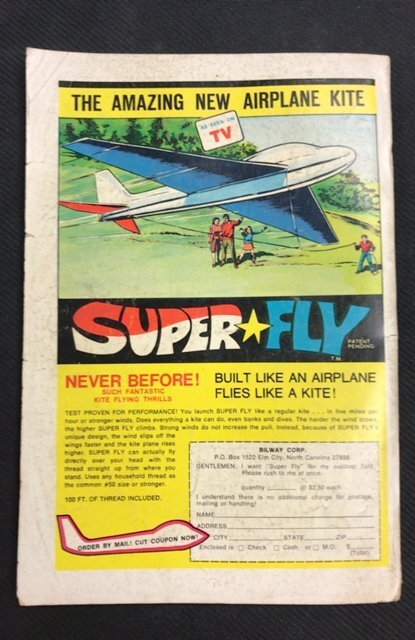 THE AMAZING NEW AIRPLANE KITE
AS SEEN ON
TV
SUPER FLY
T.M.
PATENT
PENDING
NEVER BEFORE!
SUCH FANTASTIC
KITE FLYING THRILLS
BUILT LIKE AN AIRPLANE
FLIES LIKE A KITE!
TEST PROVEN FOR PERFORMANCE! You launch SUPER FLY like a regular kite . . . in five miles per
hour or stronger winds. Does everything a kite can do, even banks and dives. The harder the wind blows,
the higher SUPER FLY climbs. Strong winds do not increase the pull. Instead, because of SUPER FLY's
unique design, the wind slips off the
wings faster and the kite plane rises
higher. SUPER FLY can actually fly
directly over your head with the
thread straight up from where you
stand. Uses any household thread as
the common #50 size or stronger.
100 FT. OF THREAD INCLUDED.
ORDER BY MAIL! CUT COUPON NOW!
BILWAY CORP.
P.O. Box 1522 Elm City, North Carolina 27898
GENTLEMEN: I want "Super Fly" for my outdoor fun.
Please rush to me at once.
quantity @ $2.50 each
I understand there is no additional charge for postage,
mailing or handling!
NAME
ADDRESS
CITY STATE ZIP
Enclosed is: □ Check □ Cash or □ M.O. $
(Total)